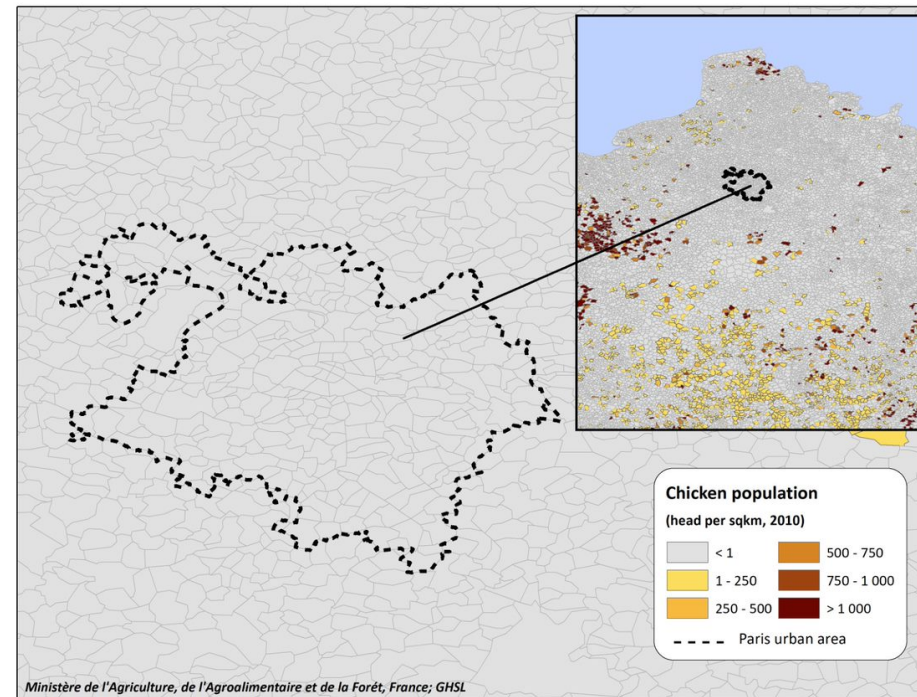 Chicken population
(head per sqkm, 2010)
< 1
500 - 750
1 - 250
750 - 1 000
250 - 500
> 1 000
Paris urban area
Ministère de l'Agriculture, de l'Agroalimentaire et de la Forét, France; GHSL